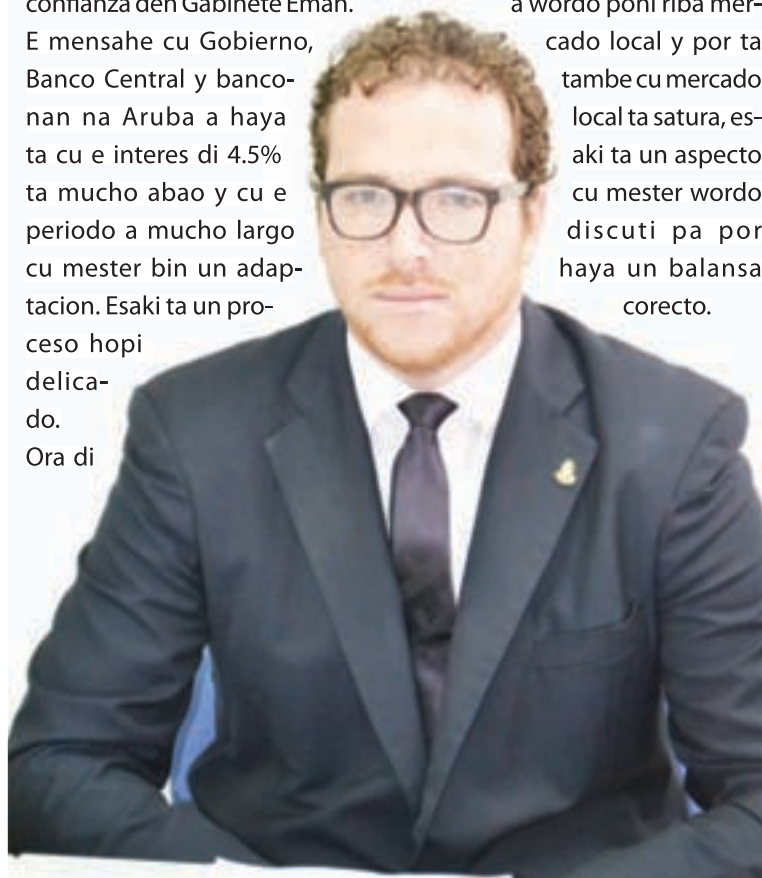 confianza den Gabinete Eman.
E mensahe cu Gobierno,
Banco Central y banco-
nan na Aruba a haya
ta cu e interes di 4.5%
ta mucho abao y cu e
periodo a mucho largo
cu mester bin un adap-
tacion. Esaki ta un pro-
ceso hopi
delica-
do.
Ora di
a wordo poni riba mer-
cado local y por ta
tambe cu mercado
local ta satura, es-
aki ta un aspecto
cu mester wordo
discuti pa por
haya un balansa
corecto.